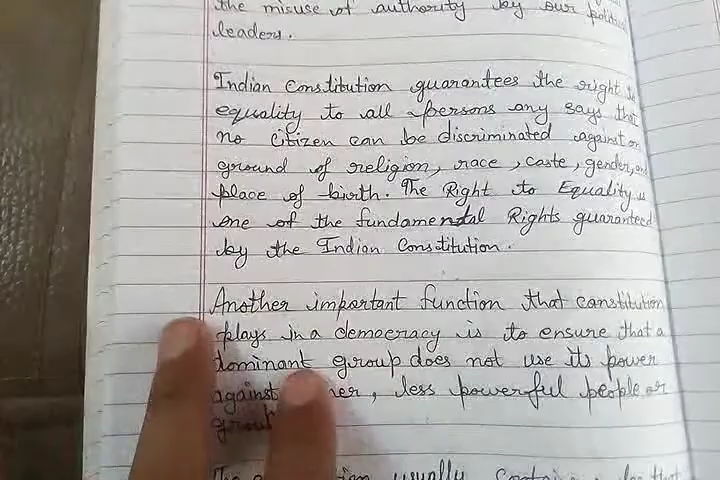 the misuse of authority by our political
leaders.
Indian Constitution guarantees the right to
equality to all persons any says that
no citizen can be discriminated against on
ground of religion, race, caste, gender, and
place of birth. The Right to Equality is
one of the fundamental Rights guaranteed
by the Indian Constitution.
Another important function that constitution
plays in a democracy is to ensure that a
dominant group does not use its power
against , less powerful people or
group
usually